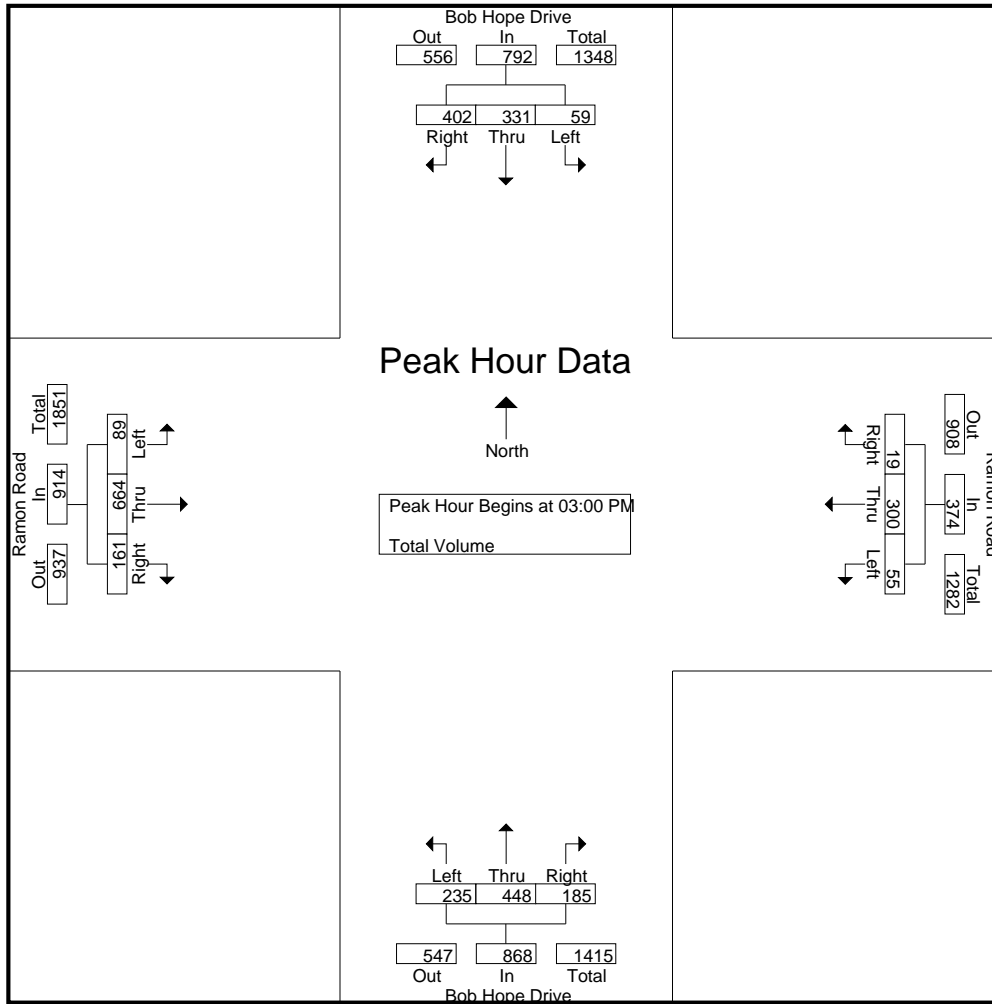 Bob Hope Drive
Out In Total
556 792 1348
402 331 59
Right Thru Left
Peak Hour Data
North
Peak Hour Begins at 03:00 PM
Total Volume
Ramon Road
Out In Total
937 914 1851
161 664 89
Right Thru Left
Ramon Road
Out In Total
908 374 1282
19 300 55
Right Thru Left
Left Thru Right
235 448 185
547 868 1415
Out In Total
Bob Hope Drive